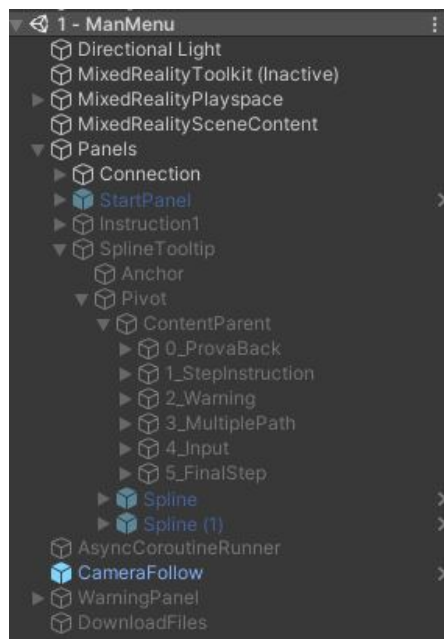 1 - ManMenu
Directional Light
MixedRealityToolkit (Inactive)
MixedRealityPlayspace
MixedRealitySceneContent
Panels
Connection
StartPanel
Instruction1
SplineTooltip
Anchor
Pivot
ContentParent
0_ProvaBack
1_StepInstruction
2_Warning
3_MultiplePath
4_Input
5_FinalStep
Spline
Spline (1)
AsyncCoroutineRunner
CameraFollow
WarningPanel
DownloadFiles